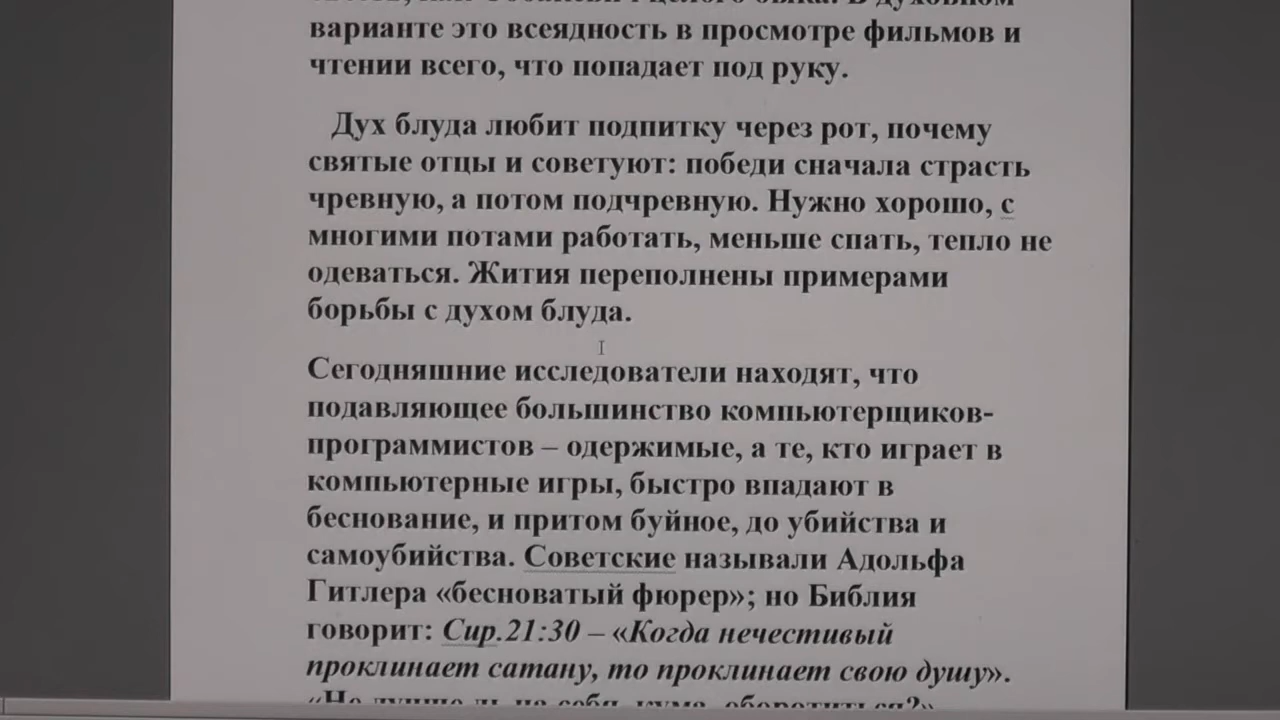 варианте это всеядность в просмотре фильмов и
чтении всего, что попадает под руку.
Дух блуда любит подпитку через рот, почему
святые отцы и советуют: победи сначала страсть
чревную, а потом подчревную. Нужно хорошо, с
многими потами работать, меньше спать, тепло не
одеваться. Жития переполнены примерами
борьбы с духом блуда.
Сегодняшние исследователи находят, что
подавляющее большинство компьютерщиков-
программистов – одержимые, а те, кто играет в
компьютерные игры, быстро впадают в
беснование, и притом буйное, до убийства и
самоубийства. Советские называли Адольфа
Гитлера «бесноватый фюрер»; но Библия
говорит: Сир.21:30 – «Когда нечестивый
проклинает сатану, то проклинает свою душу».